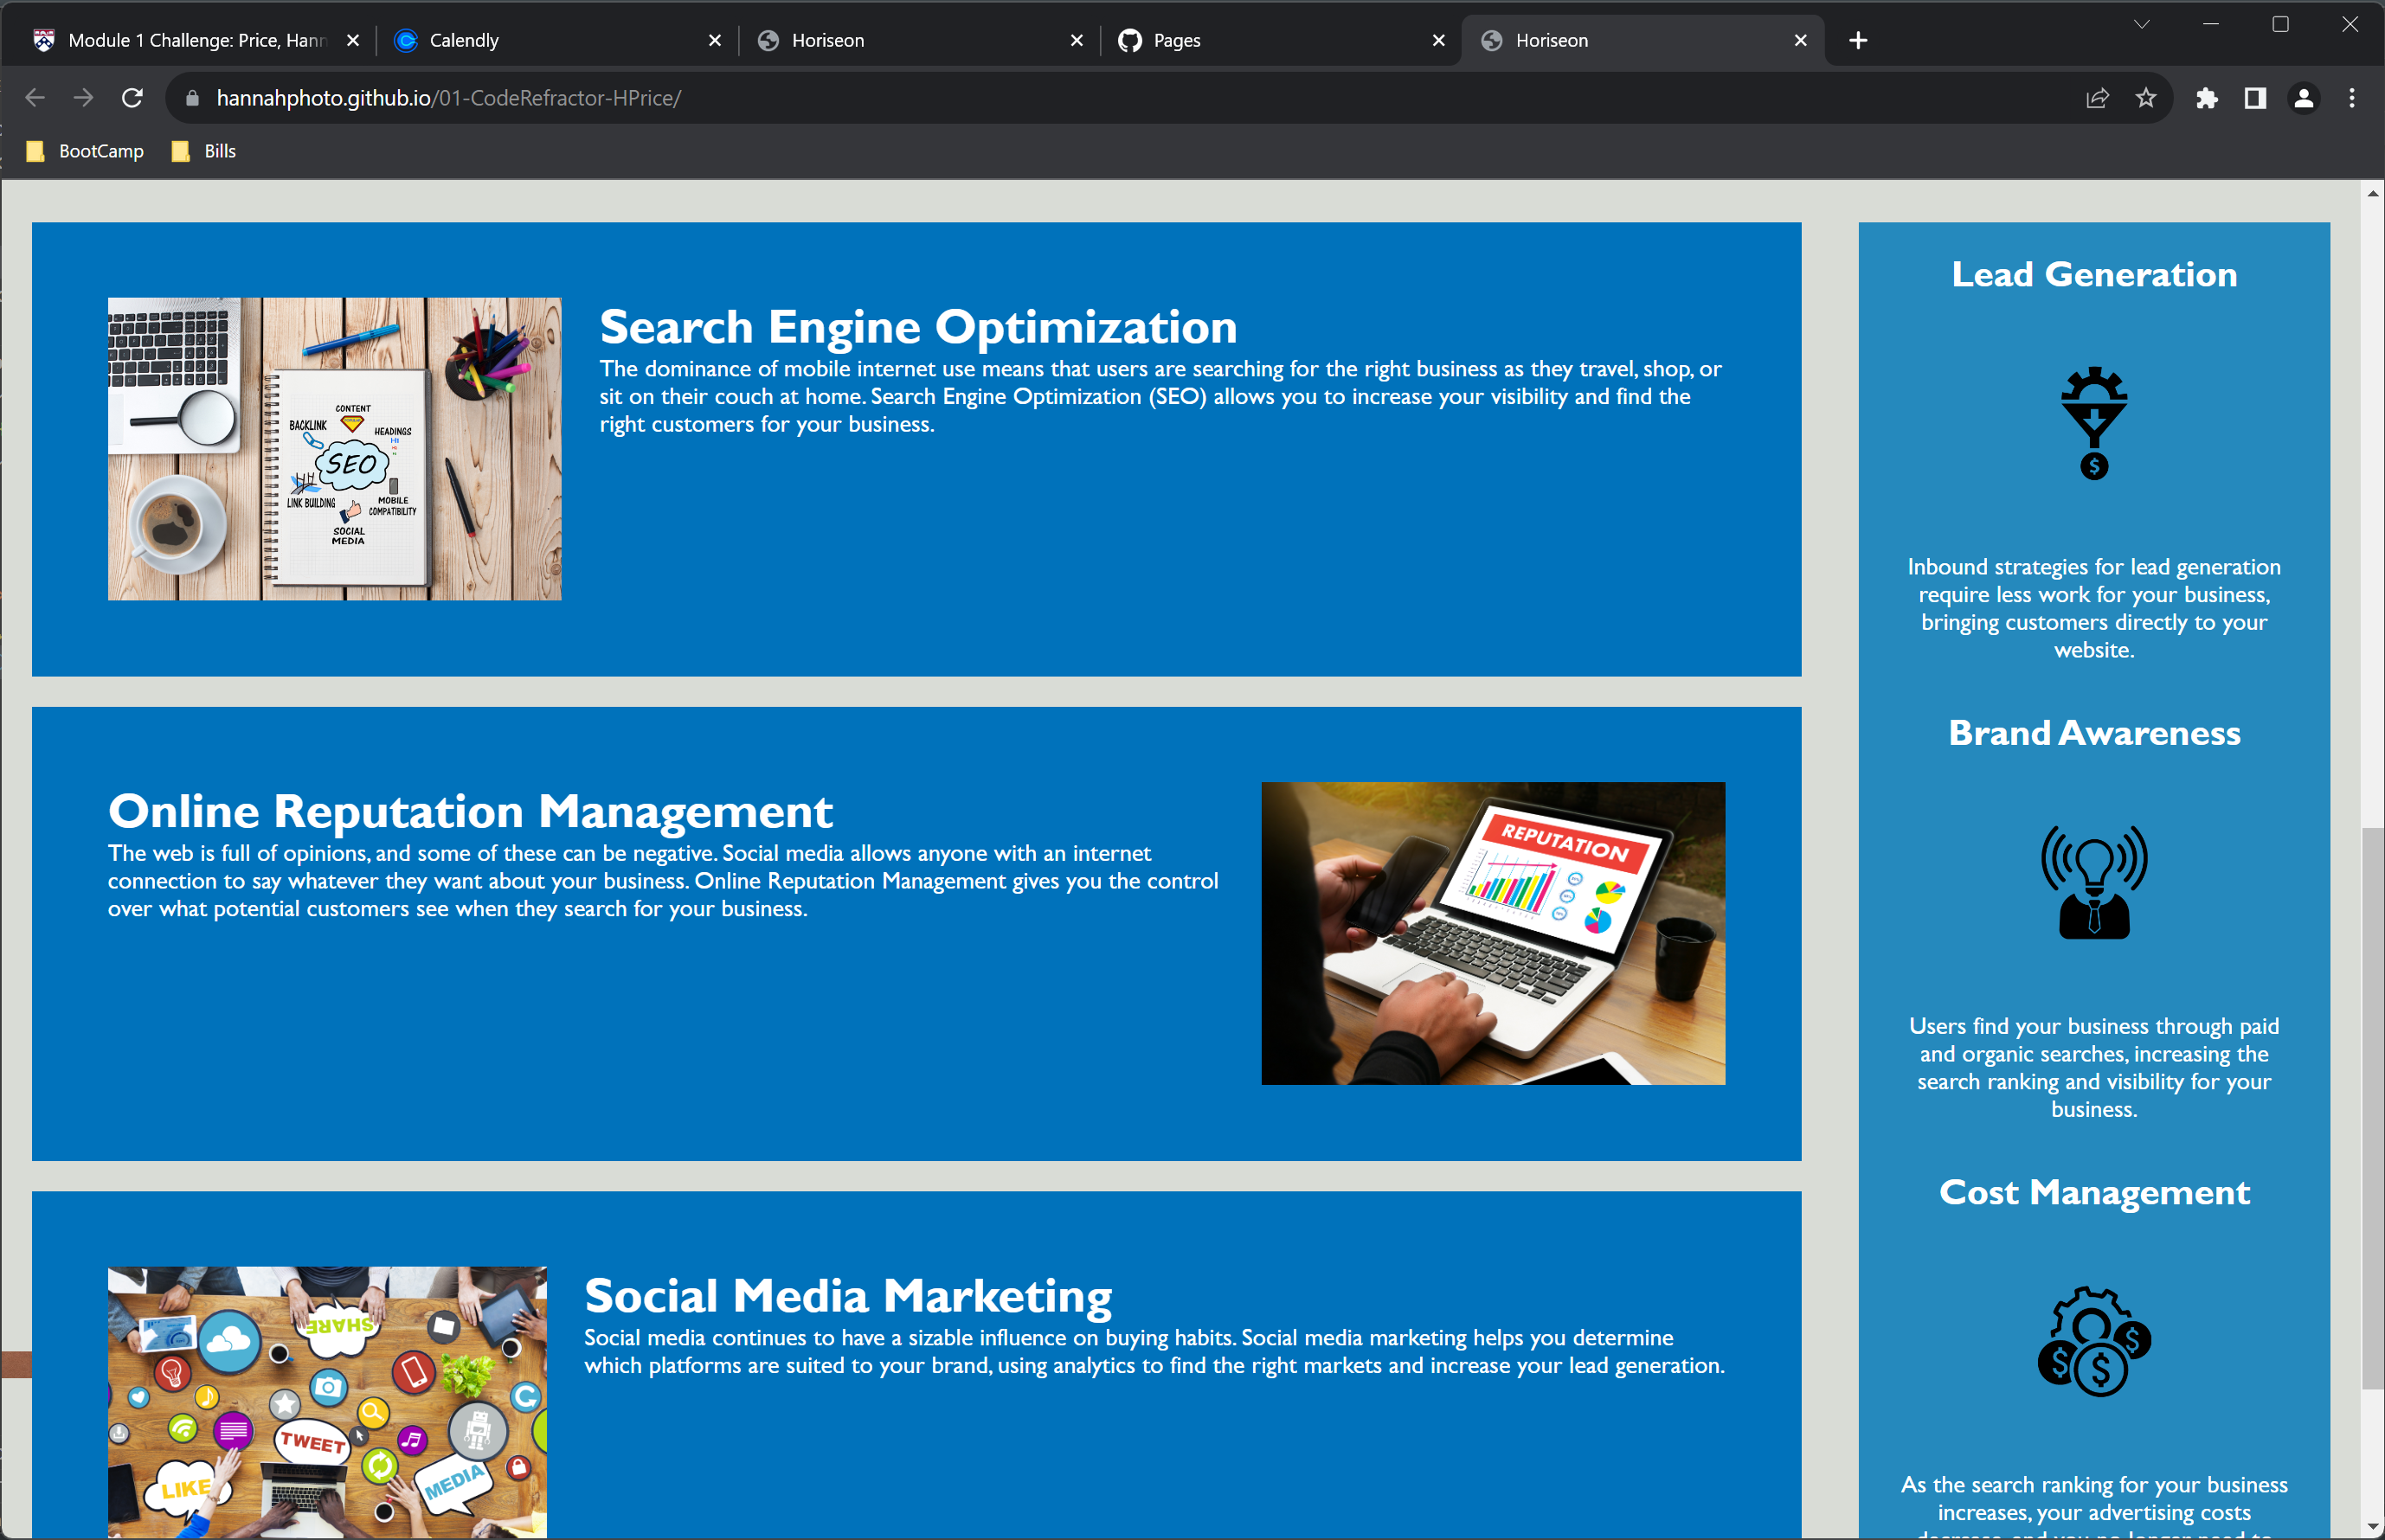 Module 1 Challenge: Price, Hann
Calendly
Horiseon
Pages
Horiseon
hannahphoto.github.io/01-CodeRefractor-HPrice/
BootCamp
Bills
CONTENT
BACKLINK
HEADINGS
H1
SEO
LINK BUILDING
MOBILE
COMPATIBILITY
SOCIAL
MEDIA
Search Engine Optimization
The dominance of mobile internet use means that users are searching for the right business as they travel, shop, or
sit on their couch at home. Search Engine Optimization (SEO) allows you to increase your visibility and find the
right customers for your business.
Online Reputation Management
The web is full of opinions, and some of these can be negative. Social media allows anyone with an internet
connection to say whatever they want about your business. Online Reputation Management gives you the control
over what potential customers see when they search for your business.
REPUTATION
SHARE
TWEET
LIKE
MEDIA
Social Media Marketing
Social media continues to have a sizable influence on buying habits. Social media marketing helps you determine
which platforms are suited to your brand, using analytics to find the right markets and increase your lead generation.
Lead Generation
$
Inbound strategies for lead generation
require less work for your business,
bringing customers directly to your
website.
Brand Awareness
Users find your business through paid
and organic searches, increasing the
search ranking and visibility for your
business.
Cost Management
$ $ $
As the search ranking for your business
increases, your advertising costs
decrease, and you no longer need to